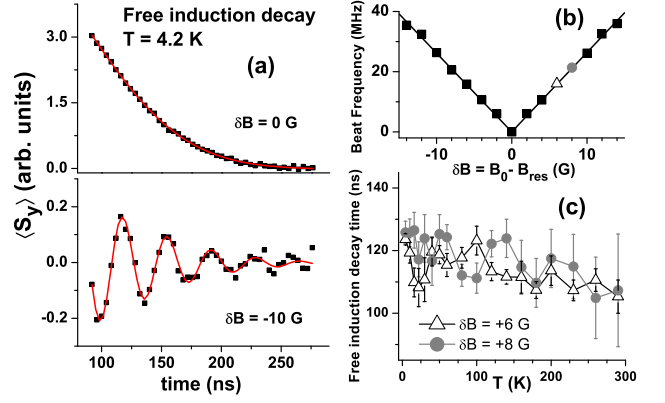 Free induction decay
T = 4.2 K
(a)
δB = 0 G
3.0
1.5
0.0
⟨S_y⟩ (arb. units)
0.2
0.0
-0.2
δB = -10 G
100
150
200
250
time (ns)
(b)
Beat Frequency (MHz)
40
20
0
-10
0
10
δB = B₀- B_res (G)
(c)
Free induction decay time (ns)
140
120
100
δB = +6 G
δB = +8 G
0
100
200
300
T (K)